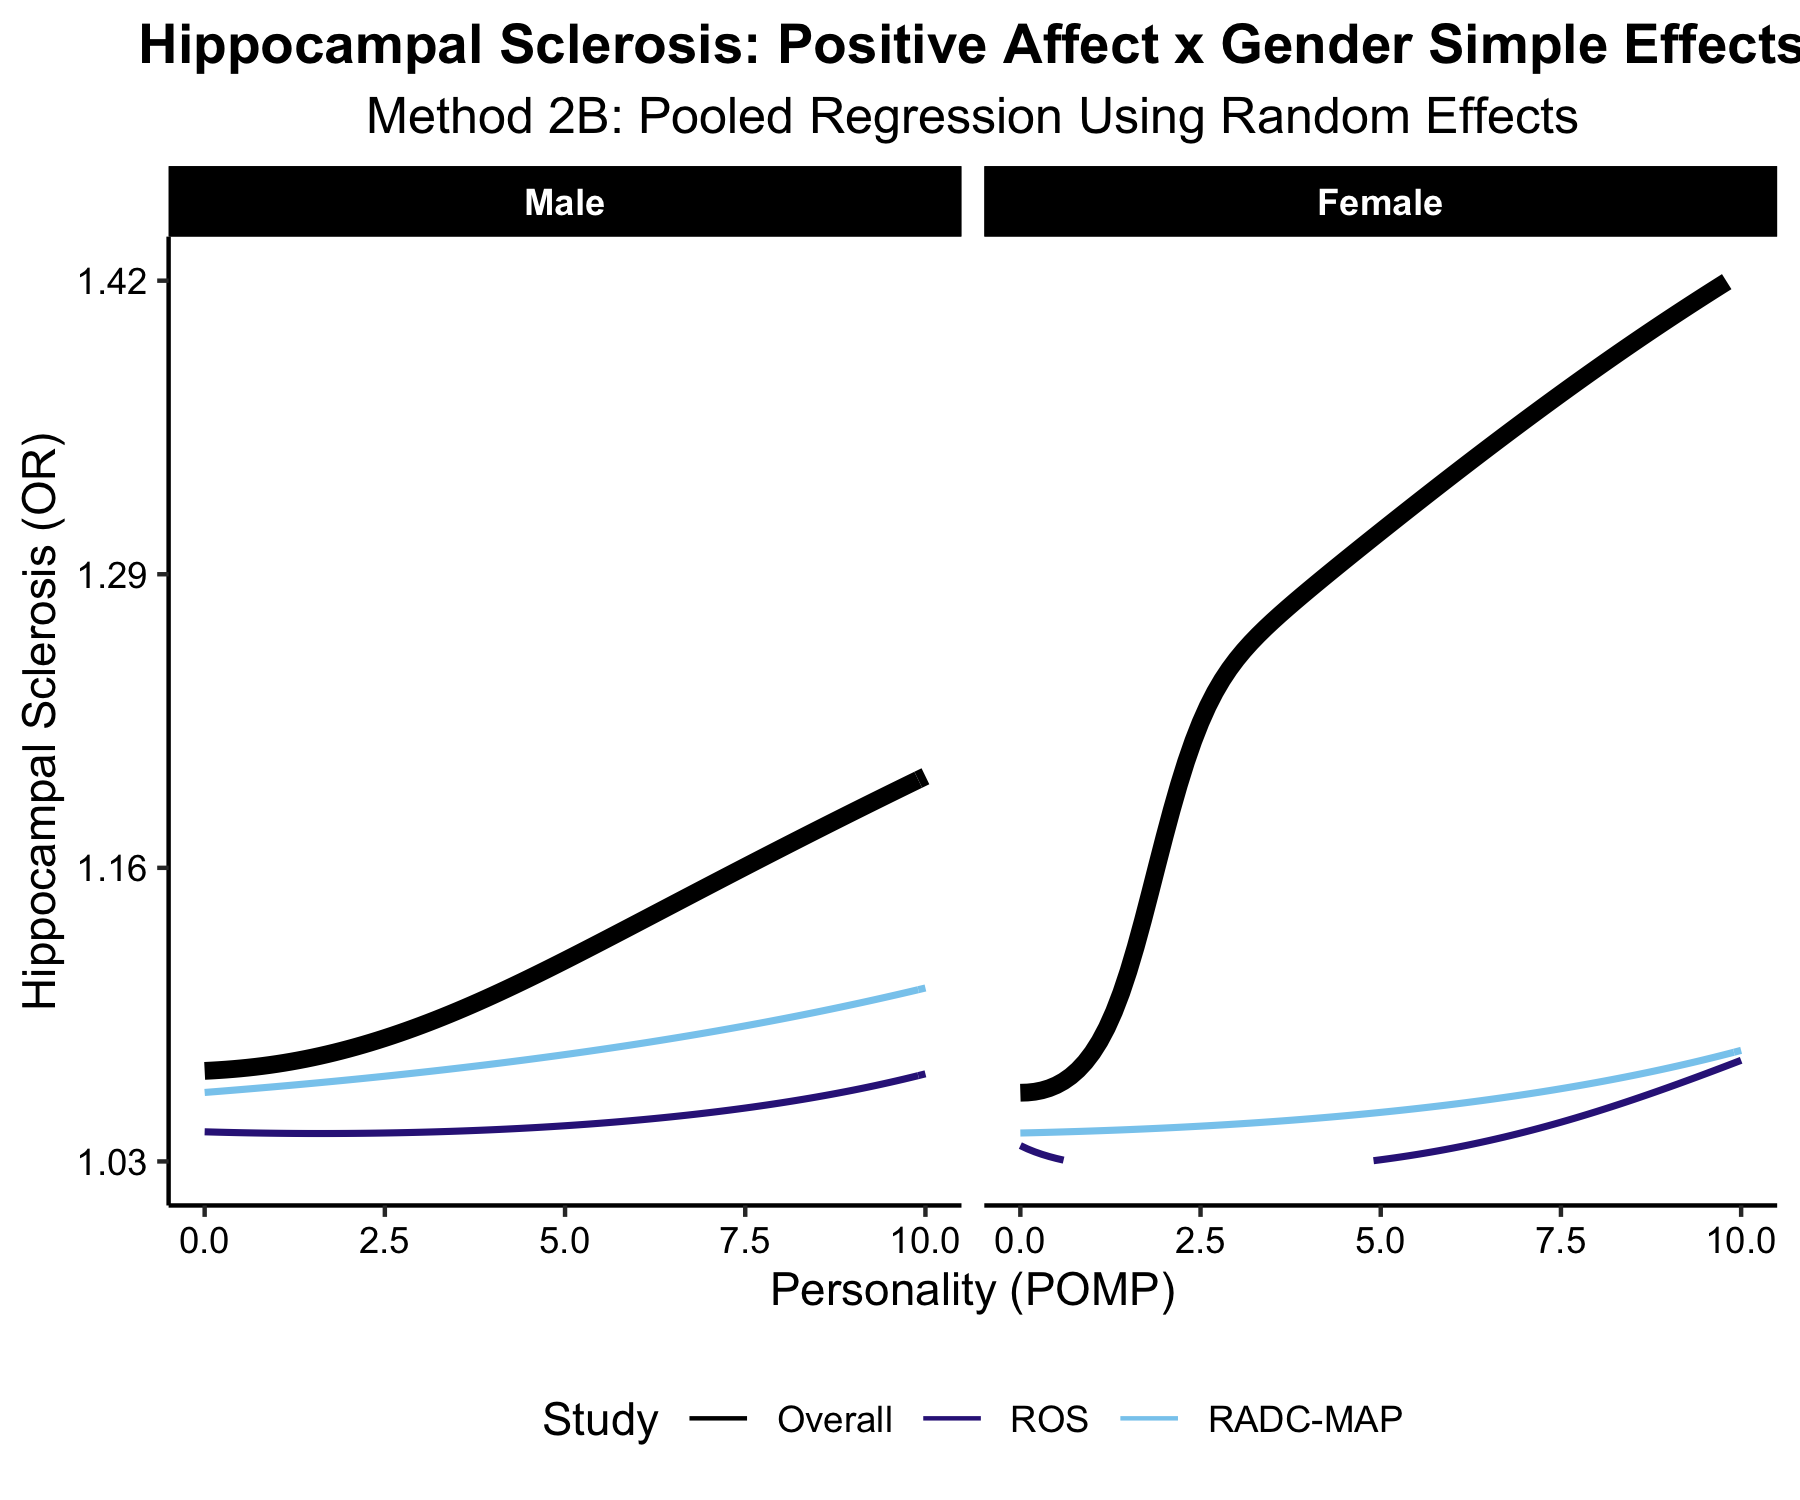 Hippocampal Sclerosis: Positive Affect x Gender Simple Effects
Method 2B: Pooled Regression Using Random Effects
Male
Female
Hippocampal Sclerosis (OR)
1.42
1.29
1.16
1.03
0.0 2.5 5.0 7.5 10.0
0.0 2.5 5.0 7.5 10.0
Personality (POMP)
Study Overall ROS RADC-MAP